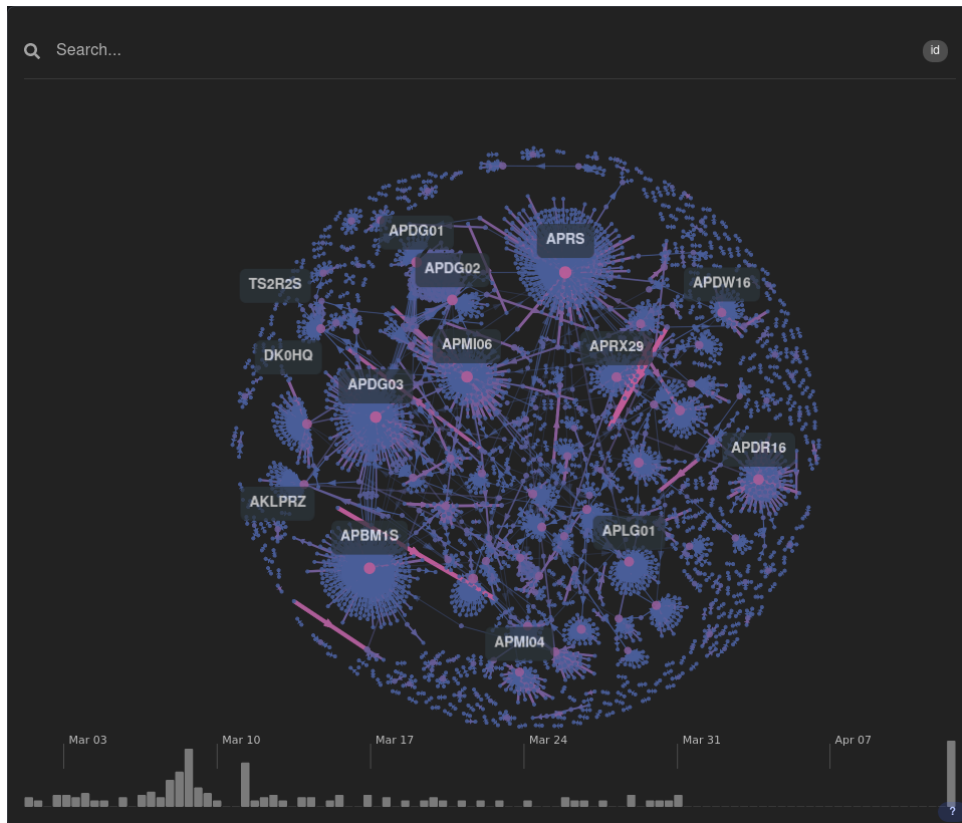 Search...
id
APDG01
APRS
APDG02
TS2R2S
APDW16
APMI06
APRX29
DK0HQ
APDG03
APDR16
AKLPRZ
APLG01
APBM1S
APMI04
Mar 03
Mar 10
Mar 17
Mar 24
Mar 31
Apr 07
?